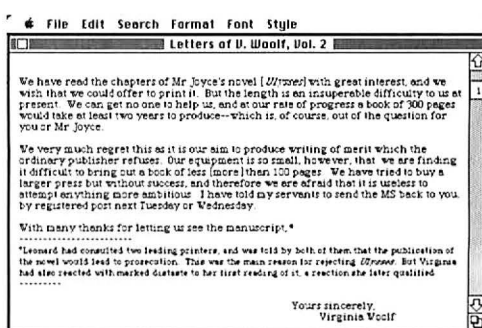 File Edit Search Format Font Style
Letters of V. Woolf, Vol. 2
We have read the chapters of Mr Joyce's novel [Ulysses] with great interest, and we
wish that we could offer to print it. But the length is an insuperable difficulty to us at
present. We can get no one to help us, and at our rate of progress a book of 300 pages
would take at least two years to produce--which is, of course, out of the question for
you or Mr Joyce.
We very much regret this as it is our aim to produce writing of merit which the
ordinary publisher refuses. Our equipment is so small, however, that we are finding
it difficult to bring out a book of less [more] than 100 pages. We have tried to buy a
larger press but without success, and therefore we are afraid that it is useless to
attempt anything more ambitious. I have told my servants to send the MS back to you,
by registered post next Tuesday or Wednesday.
With many thanks for letting us see the manuscript,*
--------------------
*Leonard had consulted two leading printers, and was told by both of them that the publication of
the novel would lead to prosecution. This was the main reason for rejecting Ulysses. But Virginia
had also reacted with marked distaste to her first reading of it, a reaction she later qualified.
---------
Yours sincerely,
Virginia Woolf
1